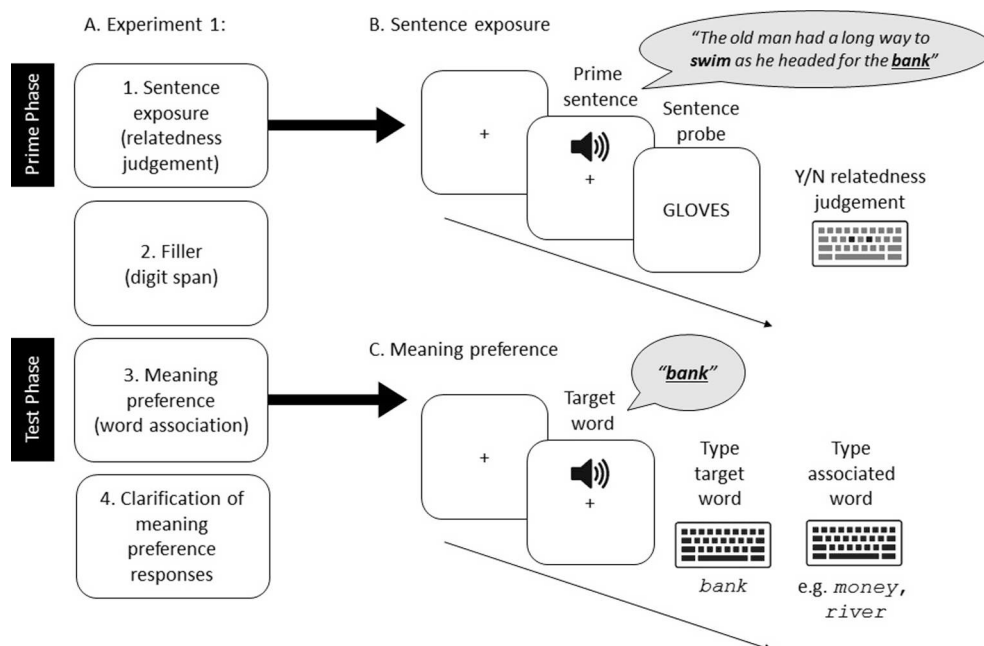 A. Experiment 1:
Prime Phase
1. Sentence
exposure
(relatedness
judgement)
2. Filler
(digit span)
Test Phase
3. Meaning
preference
(word association)
4. Clarification of
meaning
preference
responses
B. Sentence exposure
“The old man had a long way to
swim as he headed for the bank”
+
Prime
sentence
+
Sentence
probe
GLOVES
Y/N relatedness
judgement
C. Meaning preference
“bank”
+
Target
word
+
Type
target
word
bank
Type
associated
word
e.g. money,
river